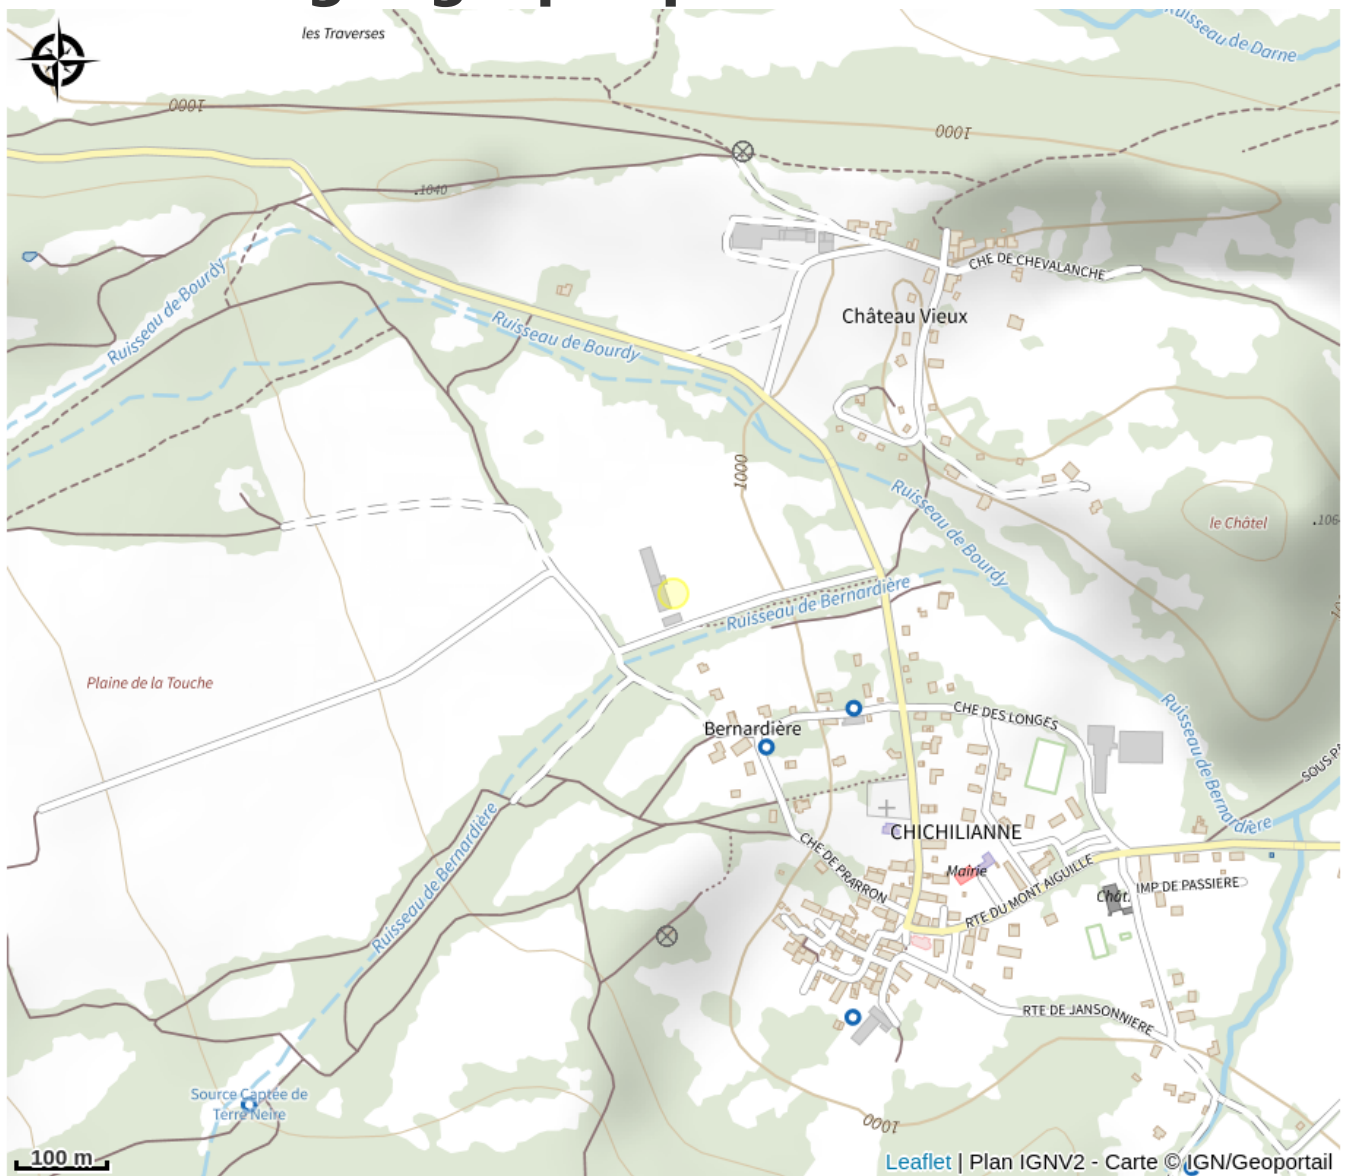 les Traverses
Ruisseau de Darne
1000
1000
.1040
CHE DE CHEVALANCHE
Ruisseau de Bourdy
Château Vieux
Ruisseau de Bourdy
1000
Ruisseau de Bourdy
le Châtel
Ruisseau de Bernardière
Plaine de la Touche
Bernardière
CHE DES LONGES
Ruisseau de Bernardière
CHICHILIANNE
Mairie
CHE DE PRARRON
RTE DU MONT AIGUILLE
Chât.
IMP DE PASSIERE
Ruisseau de Bernardière
RTE DE JANSONNIERE
Source Captée de
Terre Neire
1000
100 m
Leaflet | Plan IGNV2 - Carte © IGN/Geoportail